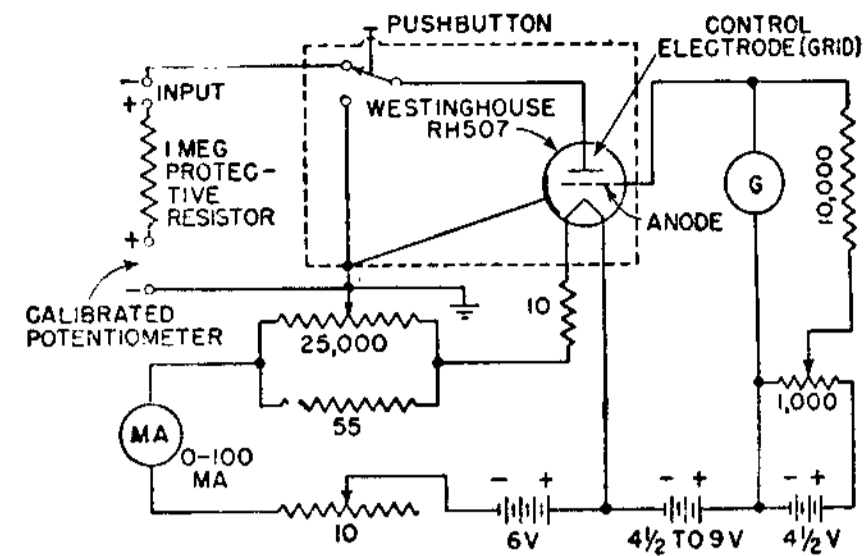 PUSHBUTTON
CONTROL
ELECTRODE (GRID)
- INPUT
+
WESTINGHOUSE
RH507
1 MEG
PROTEC-
TIVE
RESISTOR
G
10,000
ANODE
+
-
10
CALIBRATED
POTENTIOMETER
25,000
1,000
55
MA
0-100
MA
- +
- +
- +
10
6V
4½ TO 9V
4½ V